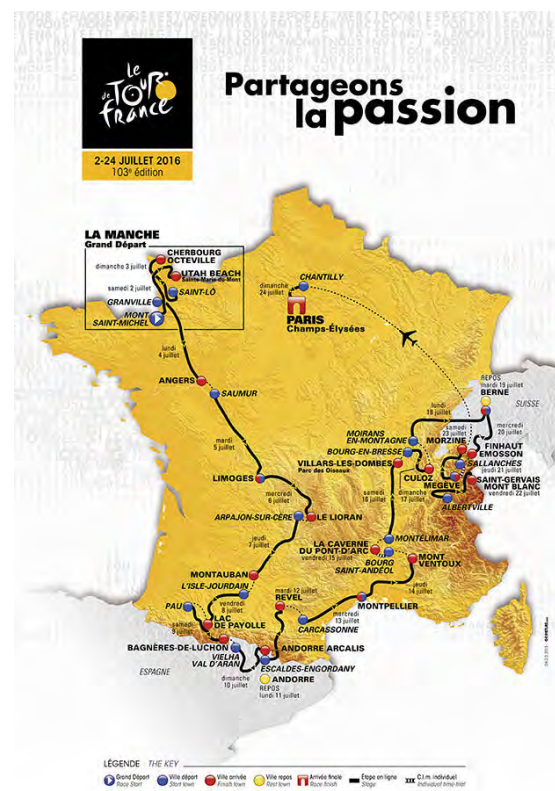 Le
de TOUR
france
Partageons
la passion
2-24 JUILLET 2016
103e édition
LA MANCHE
Grand Départ
CHERBOURG
OCTEVILLE
dimanche 3 juillet
UTAH BEACH
Sainte-Marie-du-Mont
samedi 2 juillet
SAINT-LÔ
GRANVILLE
MONT
SAINT-MICHEL
CHANTILLY
dimanche
24 juillet
PARIS
Champs-Élysées
lundi
4 juillet
ANGERS
SAUMUR
mardi
5 juillet
LIMOGES
mercredi
6 juillet
ARPAJON-SUR-CÈRE
LE LIORAN
jeudi
7 juillet
MONTAUBAN
L'ISLE-JOURDAIN
vendredi
8 juillet
PAU
samedi
9 juillet
LAC
DE PAYOLLE
BAGNÈRES-DE-LUCHON
VIELHA
VAL D'ARAN
ESPAGNE
dimanche
10 juillet
ANDORRE ARCALIS
ESCALDES-ENGORDANY
ANDORRE
REPOS
lundi 11 juillet
mardi 12 juillet
REVEL
CARCASSONNE
mercredi
13 juillet
MONTPELLIER
jeudi
14 juillet
MONT
VENTOUX
LA CAVERNE
DU PONT-D'ARC
vendredi 15 juillet
BOURG
SAINT-ANDÉOL
MONTÉLIMAR
samedi
16 juillet
VILLARS-LES-DOMBES
Parc des Oiseaux
BOURG-EN-BRESSE
dimanche
17 juillet
CULOZ
MOIRANS
EN-MONTAGNE
lundi
18 juillet
REPOS
mardi 19 juillet
BERNE
SUISSE
mercredi
20 juillet
FINHAUT
EMOSSON
samedi
23 juillet
MORZINE
SALLANCHES
jeudi 21 juillet
MEGÈVE
SAINT-GERVAIS
MONT BLANC
vendredi 22 juillet
ALBERTVILLE
LÉGENDE THE KEY
Grand Départ
Race Start
Ville départ
Start town
Ville arrivée
Finish town
Ville repos
Rest town
Arrivée finale
Race finish
Étape en ligne
Stage
C.l.m. individuel
Individual time-trial